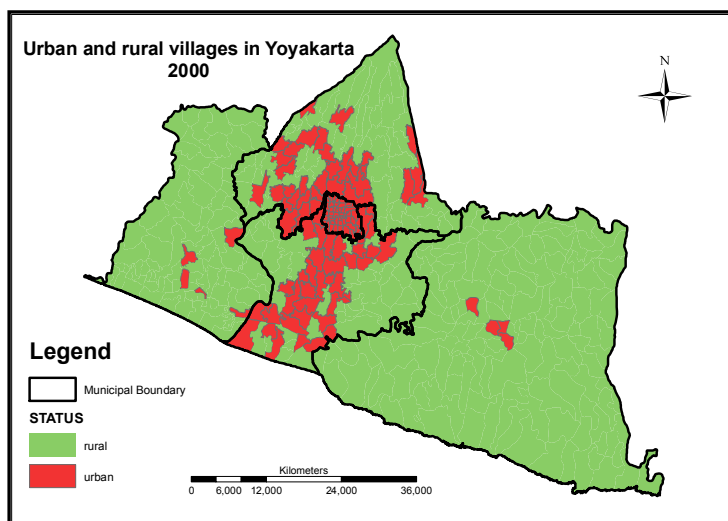 Urban and rural villages in Yoyakarta
2000
N
Legend
Municipal Boundary
STATUS
rural
urban
Kilometers
0 6,000 12,000 24,000 36,000